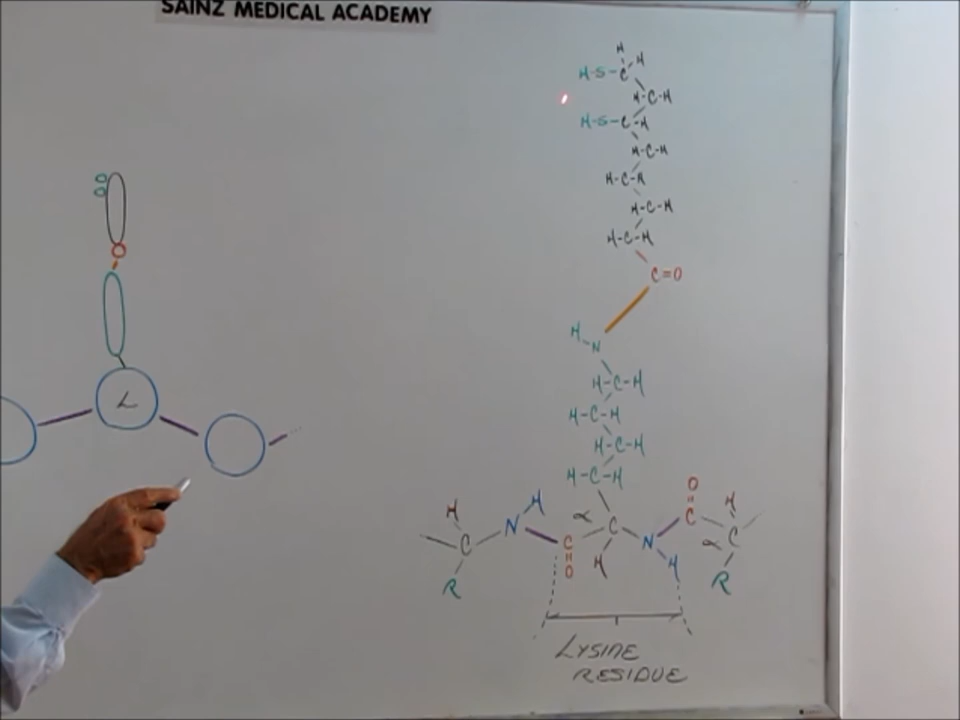 SAINZ MEDICAL ACADEMY
H
H-S-C H
H-C-H
H-S-C-H
H-C-H
H-C-H
H-C-H
H-C-H
C=O
H
N
H-C-H
H-C-H
H-C-H
H-C-H
L
O
H N H α C N C H
C C C
O H H α
R R
LYSINE
RESIDUE